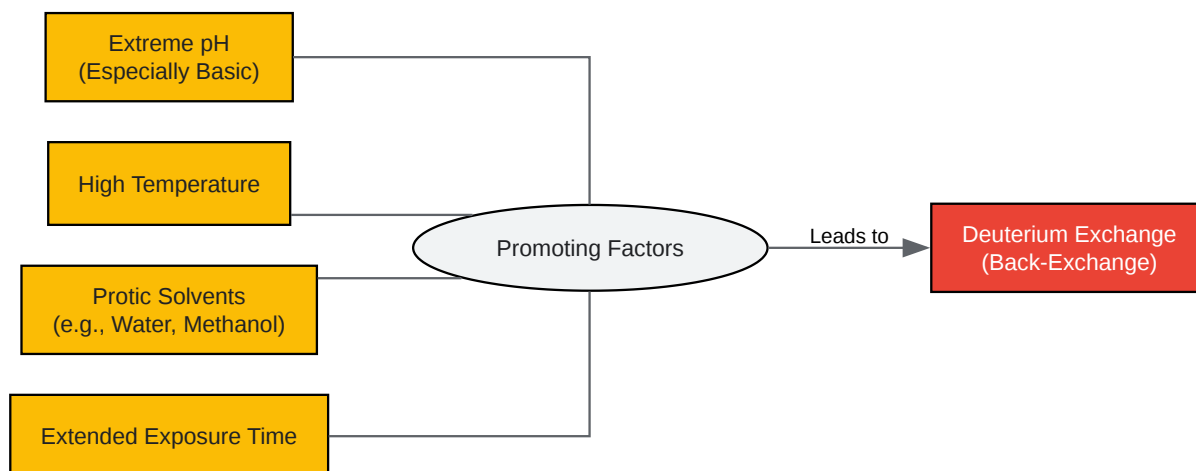 Extreme pH
(Especially Basic)
High Temperature
Protic Solvents
(e.g., Water, Methanol)
Extended Exposure Time
Promoting Factors
Leads to
Deuterium Exchange
(Back-Exchange)